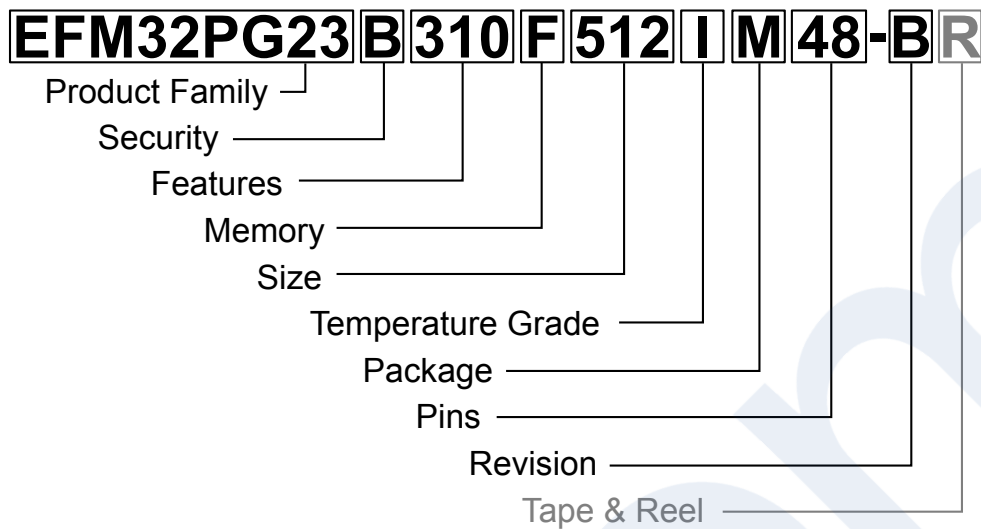 EFM32PG23B310F512IM48-BR
Product Family
Security
Features
Memory
Size
Temperature Grade
Package
Pins
Revision
Tape & Reel